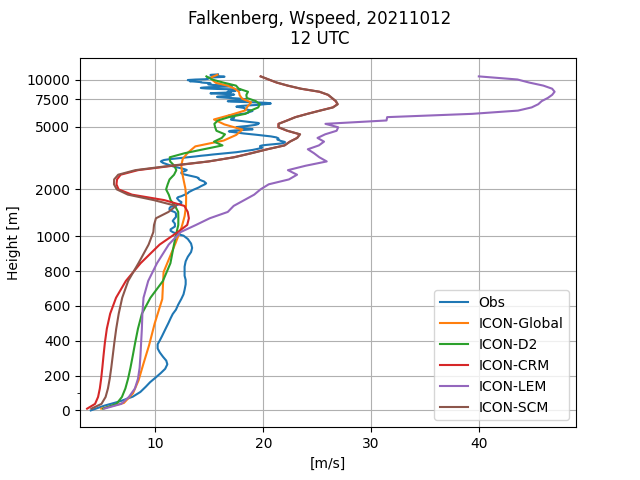 Falkenberg, Wspeed, 20211012
12 UTC
10000
7500
5000
2000
1000
800
600
400
200
0
Height [m]
10
20
30
40
[m/s]
Obs
ICON-Global
ICON-D2
ICON-CRM
ICON-LEM
ICON-SCM